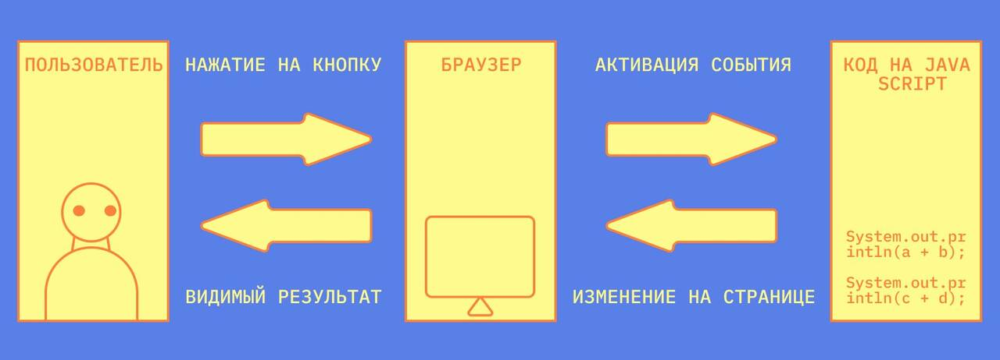 ПОЛЬЗОВАТЕЛЬ
НАЖАТИЕ НА КНОПКУ
БРАУЗЕР
АКТИВАЦИЯ СОБЫТИЯ
КОД НА JAVA
SCRIPT
ВИДИМЫЙ РЕЗУЛЬТАТ
ИЗМЕНЕНИЕ НА СТРАНИЦЕ
System.out.pr
intln(a + b);
System.out.pr
intln(c + d);